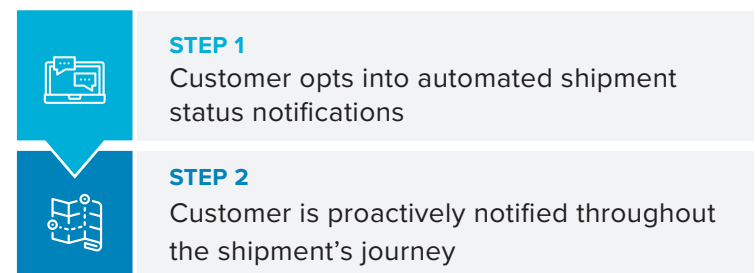 STEP 1
Customer opts into automated shipment
status notifications
STEP 2
Customer is proactively notified throughout
the shipment’s journey